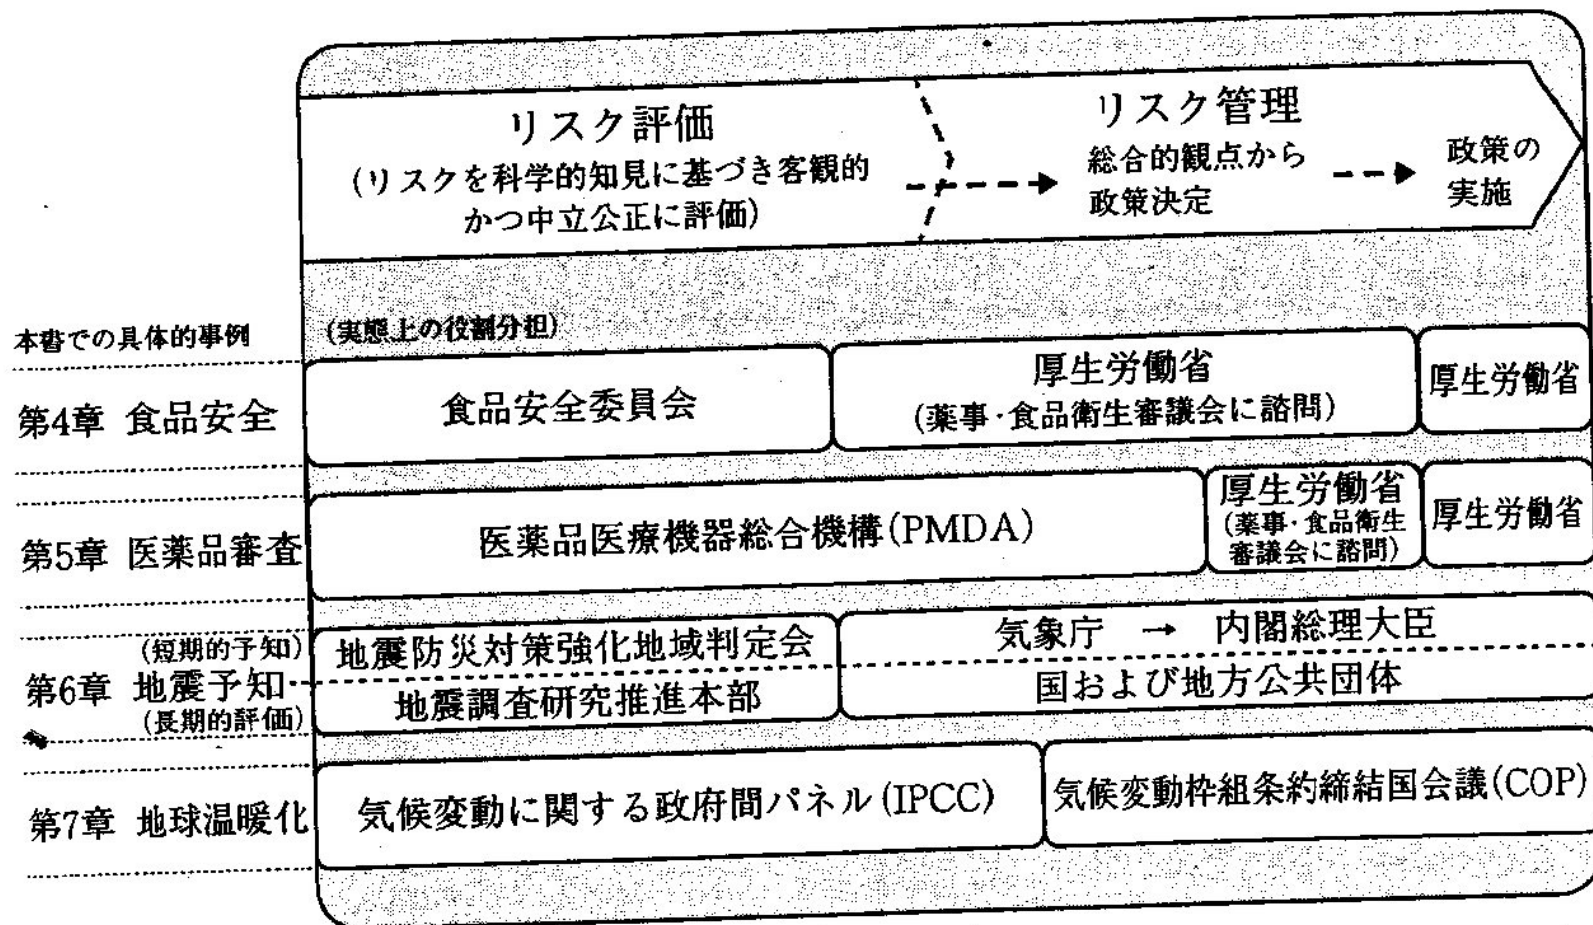 リスク評価
(リスクを科学的知見に基づき客観的
かつ中立公正に評価)
リスク管理
総合的観点から
政策決定
政策の
実施
本書での具体的事例
(実態上の役割分担)
第4章 食品安全
食品安全委員会
厚生労働省
(薬事・食品衛生審議会に諮問)
厚生労働省
第5章 医薬品審査
医薬品医療機器総合機構(PMDA)
厚生労働省
(薬事・食品衛生
審議会に諮問)
厚生労働省
(短期的予知)
第6章 地震予知
(長期的評価)
地震防災対策強化地域判定会
気象庁 → 内閣総理大臣
地震調査研究推進本部
国および地方公共団体
第7章 地球温暖化
気候変動に関する政府間パネル(IPCC)
気候変動枠組条約締結国会議(COP)